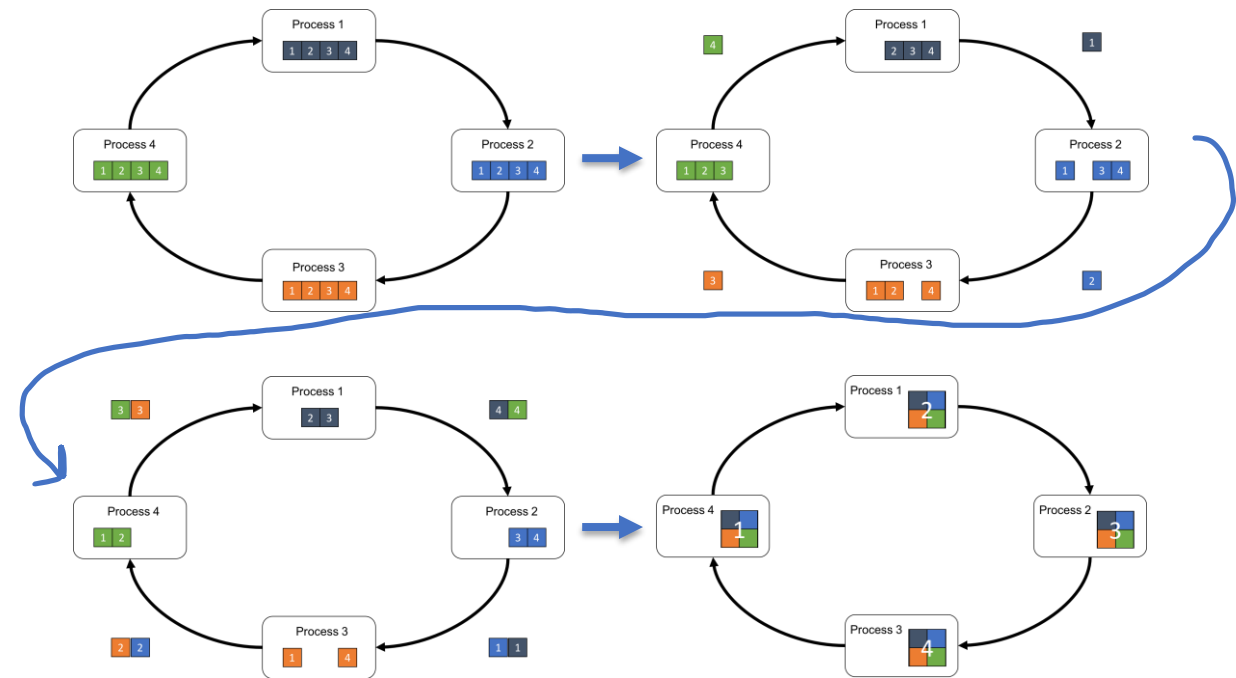 Process 1
1 2 3 4
Process 4
1 2 3 4
Process 2
1 2 3 4
Process 3
1 2 3 4
Process 1
4
2 3 4
1
Process 4
1 2 3
Process 2
1 3 4
Process 3
3
1 2 4
2
Process 1
3 3
2 3
4 4
Process 4
1 2
Process 2
3 4
Process 3
2 2
1 4
1 1
Process 1
2
Process 4
1
Process 2
3
Process 3
4